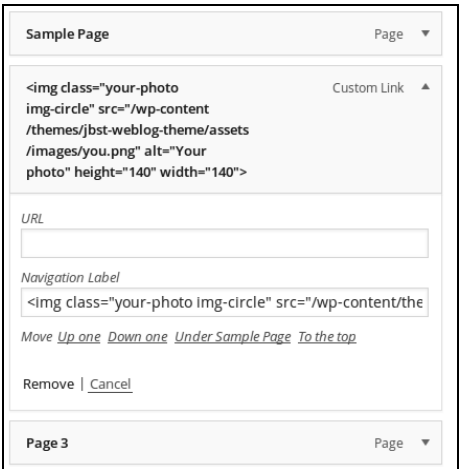 Sample Page Page
<img class="your-photo Custom Link
img-circle" src="/wp-content
/themes/jbst-weblog-theme/assets
/images/you.png" alt="Your
photo" height="140" width="140">
URL
Navigation Label
<img class="your-photo img-circle" src="/wp-content/the
Move Up one Down one Under Sample Page To the top
Remove | Cancel
Page 3 Page